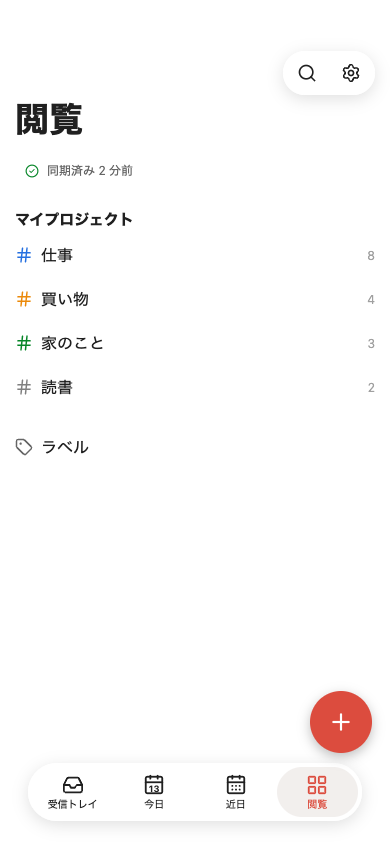 閲覧
同期済み 2 分前
マイプロジェクト
仕事 8
買い物 4
家のこと 3
読書 2
ラベル
受信トレイ
13
今日
近日
閲覧